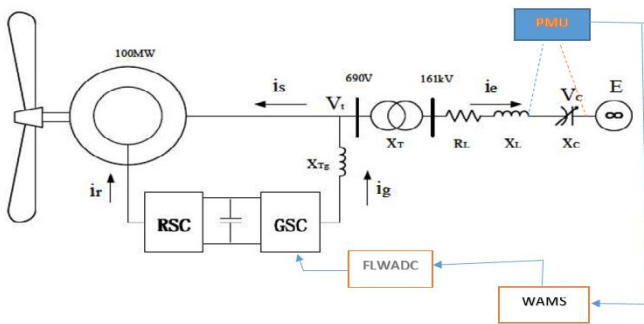 PMU
100MW
690V
161kV
E
is
Vt
ie
VC
∞
XT
RL
XL
XC
XTg
ir
ig
RSC
GSC
FLWADC
WAMS